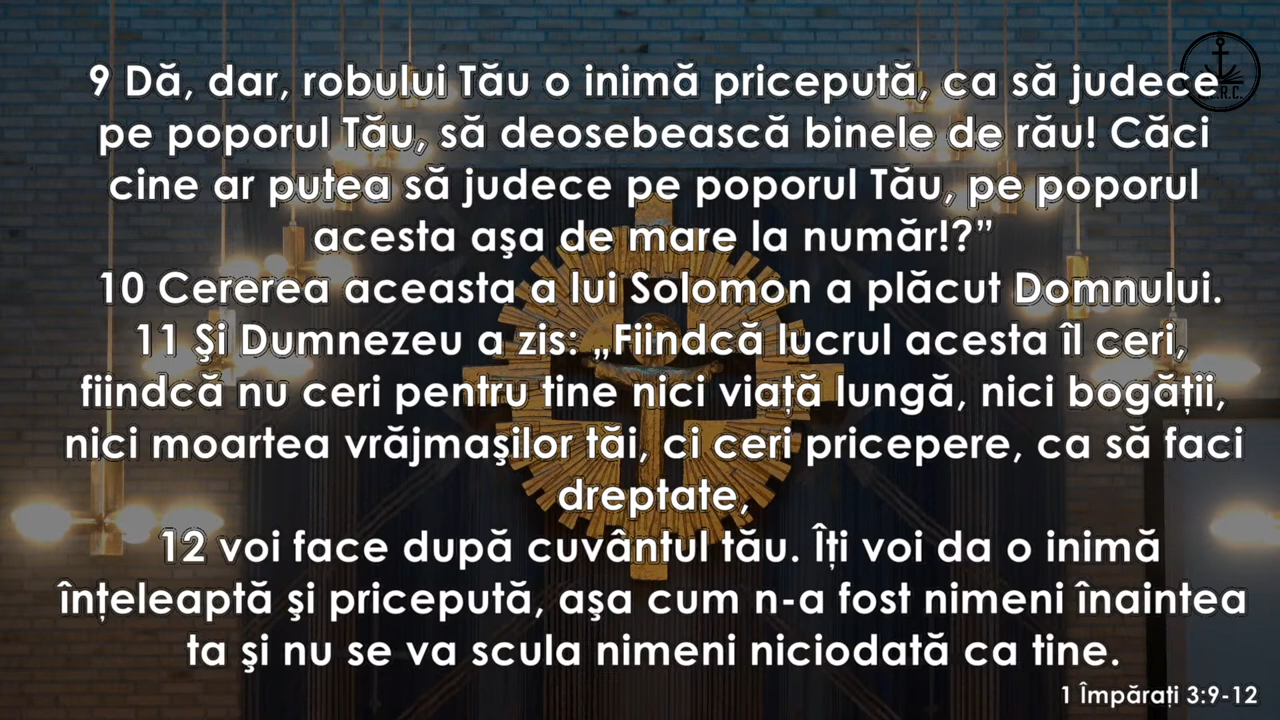 9 Dă, dar, robului Tău o inimă pricepută, ca să judece
pe poporul Tău, să deosebească binele de rău! Căci
cine ar putea să judece pe poporul Tău, pe poporul
acesta aşa de mare la număr!?”
10 Cererea aceasta a lui Solomon a plăcut Domnului.
11 Şi Dumnezeu a zis: „Fiindcă lucrul acesta îl ceri,
fiindcă nu ceri pentru tine nici viață lungă, nici bogății,
nici moartea vrăjmaşilor tăi, ci ceri pricepere, ca să faci
dreptate,
12 voi face după cuvântul tău. Îți voi da o inimă
înțeleaptă şi pricepută, aşa cum n-a fost nimeni înaintea
ta şi nu se va scula nimeni niciodată ca tine.
1 Împărați 3:9-12